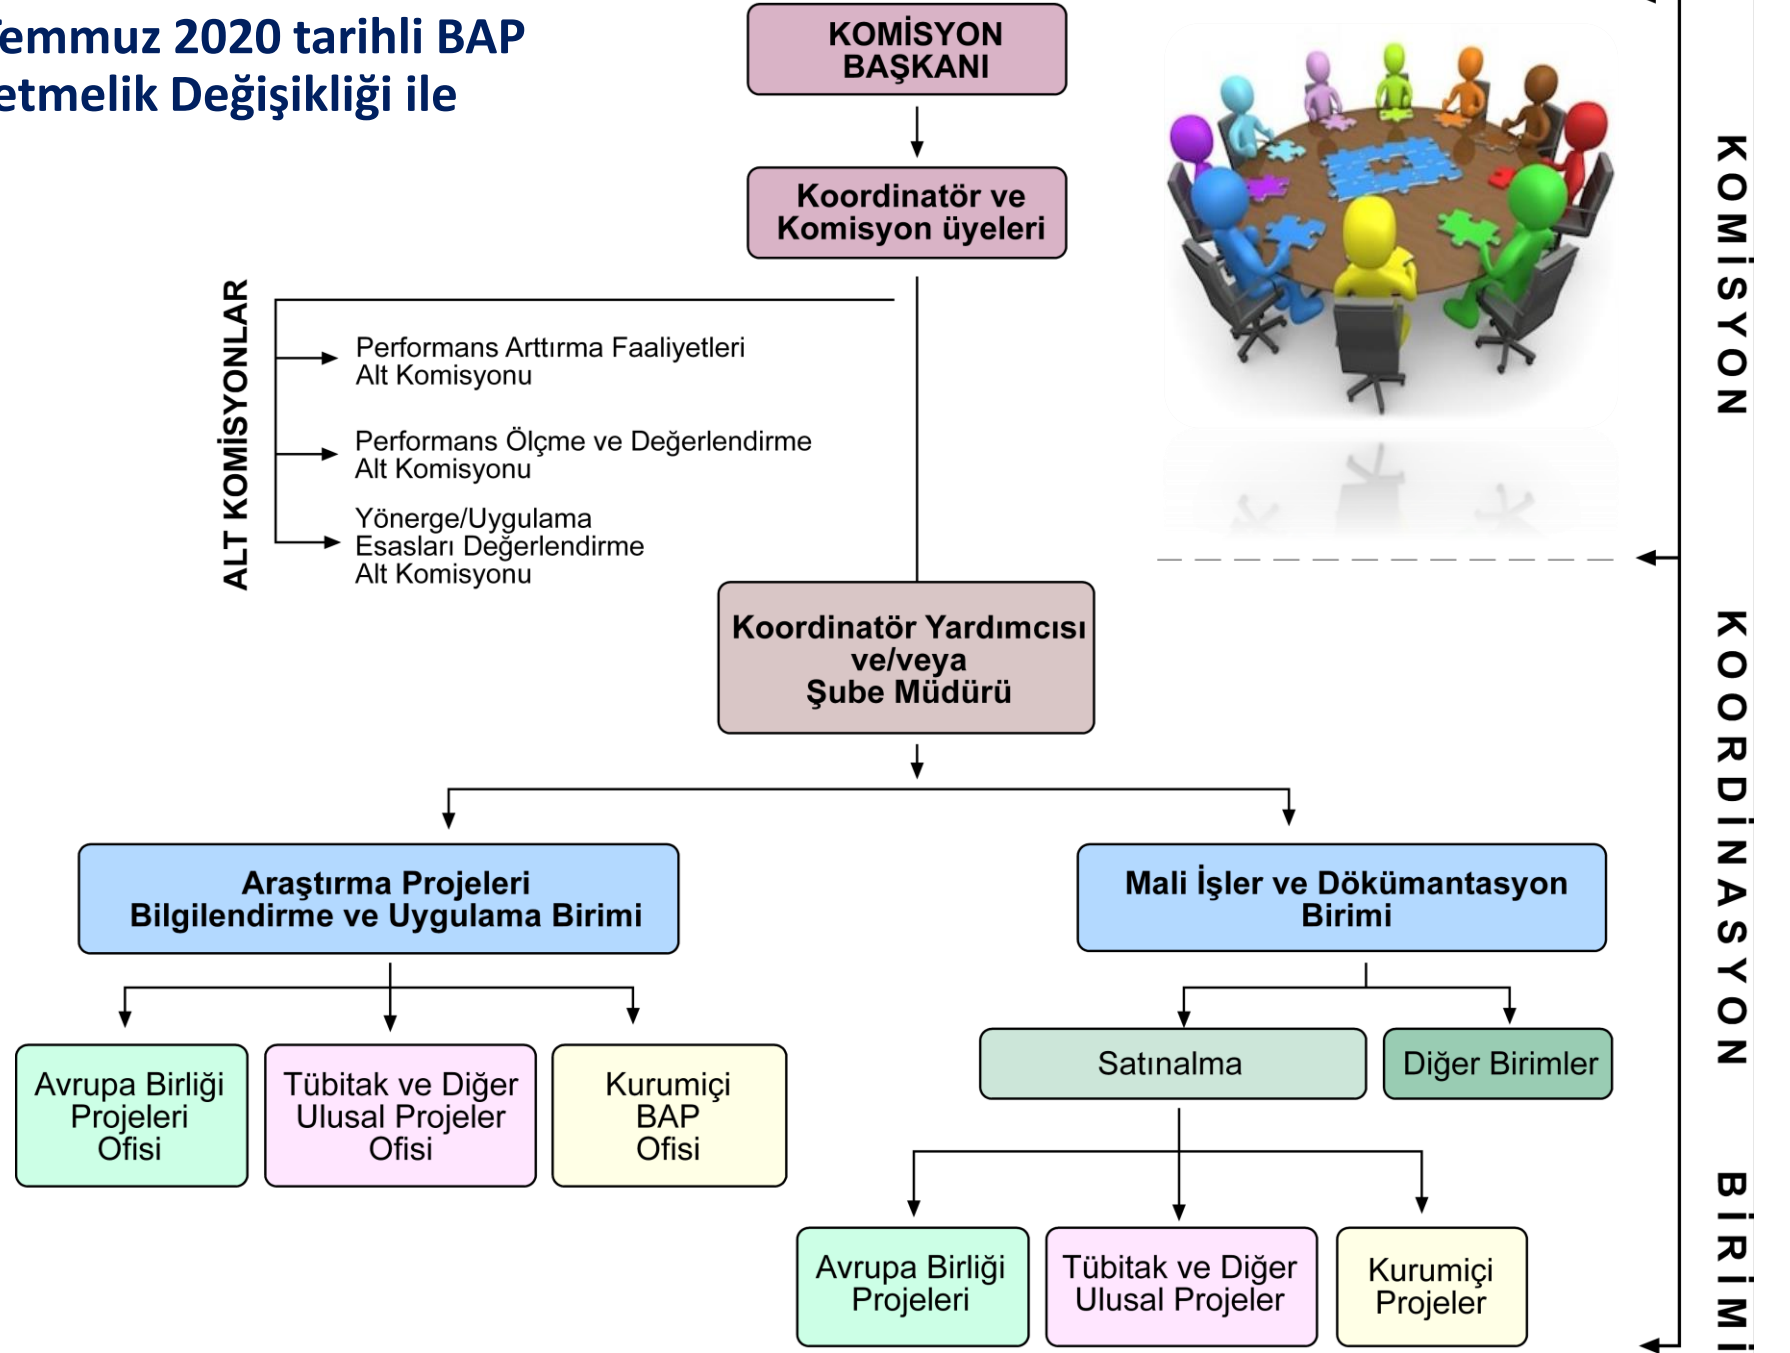 emmuz 2020 tarihli BAP
etmelik Değişikliği ile
KOMİSYON
BAŞKANI
Koordinatör ve
Komisyon üyeleri
ALT KOMİSYONLAR
Performans Arttırma Faaliyetleri
Alt Komisyonu
Performans Ölçme ve Değerlendirme
Alt Komisyonu
Yönerge/Uygulama
Esasları Değerlendirme
Alt Komisyonu
Koordinatör Yardımcısı
ve/veya
Şube Müdürü
Araştırma Projeleri
Bilgilendirme ve Uygulama Birimi
Mali İşler ve Dökümantasyon
Birimi
Avrupa Birliği
Projeleri
Ofisi
Tübitak ve Diğer
Ulusal Projeler
Ofisi
Kurumiçi
BAP
Ofisi
Satınalma
Diğer Birimler
Avrupa Birliği
Projeleri
Tübitak ve Diğer
Ulusal Projeler
Kurumiçi
Projeler
KOMİSYON
KOORDİNASYON BİRİMİ